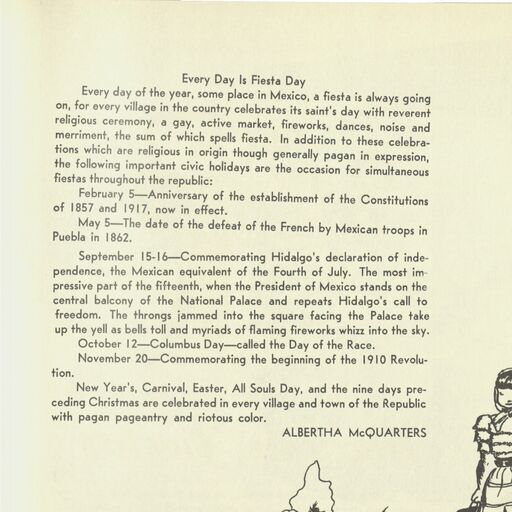 Every Day Is Fiesta Day
Every day of the year, some place in Mexico, a fiesta is always going
on, for every village in the country celebrates its saint's day with reverent
religious ceremony, a gay, active market, fireworks, dances, noise and
merriment, the sum of which spells fiesta. In addition to these celebra-
tions which are religious in origin though generally pagan in expression,
the following important civic holidays are the occasion for simultaneous
fiestas throughout the republic:
February 5—Anniversary of the establishment of the Constitutions
of 1857 and 1917, now in effect.
May 5—The date of the defeat of the French by Mexican troops in
Puebla in 1862.
September 15-16—Commemorating Hidalgo's declaration of inde-
pendence, the Mexican equivalent of the Fourth of July. The most im-
pressive part of the fifteenth, when the President of Mexico stands on the
central balcony of the National Palace and repeats Hidalgo's call to
freedom. The throngs jammed into the square facing the Palace take
up the yell as bells toll and myriads of flaming fireworks whizz into the sky.
October 12—Columbus Day—called the Day of the Race.
November 20—Commemorating the beginning of the 1910 Revolu-
tion.
New Year's, Carnival, Easter, All Souls Day, and the nine days pre-
ceding Christmas are celebrated in every village and town of the Republic
with pagan pageantry and riotous color.
ALBERTHA McQUARTERS